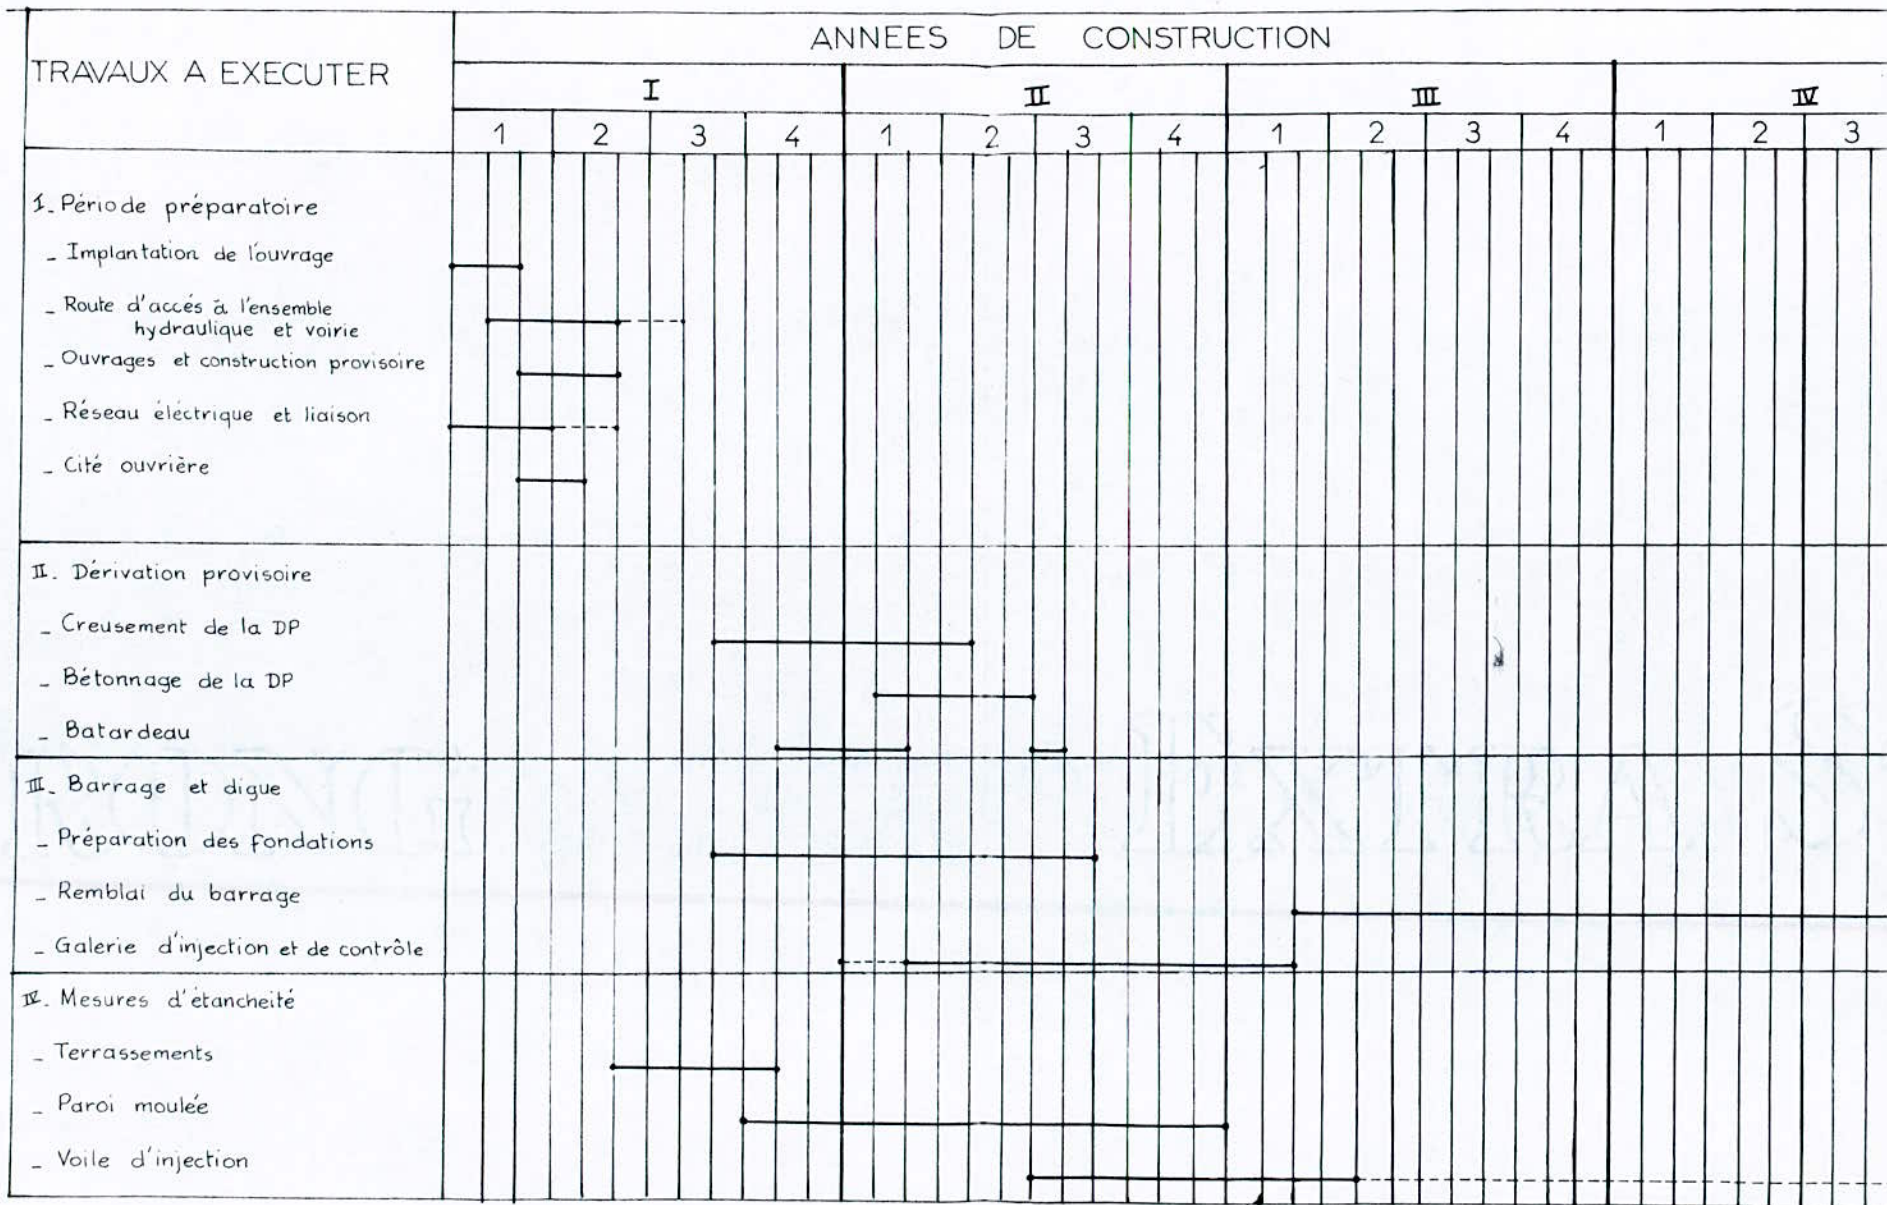 ANNEES DE CONSTRUCTION
TRAVAUX A EXECUTER
I II III IV
1 2 3 4 1 2 3 4 1 2 3 4 1 2 3
I. Période préparatoire
_ Implantation de l'ouvrage
_ Route d'accés à l'ensemble
hydraulique et voirie
_ Ouvrages et construction provisoire
_ Réseau éléctrique et liaison
_ Cité ouvrière
II. Dérivation provisoire
_ Creusement de la DP
_ Bétonnage de la DP
_ Batardeau
III. Barrage et digue
_ Préparation des fondations
_ Remblai du barrage
_ Galerie d'injection et de contrôle
IV. Mesures d'étancheité
_ Terrassements
_ Paroi moulée
_ Voile d'injection